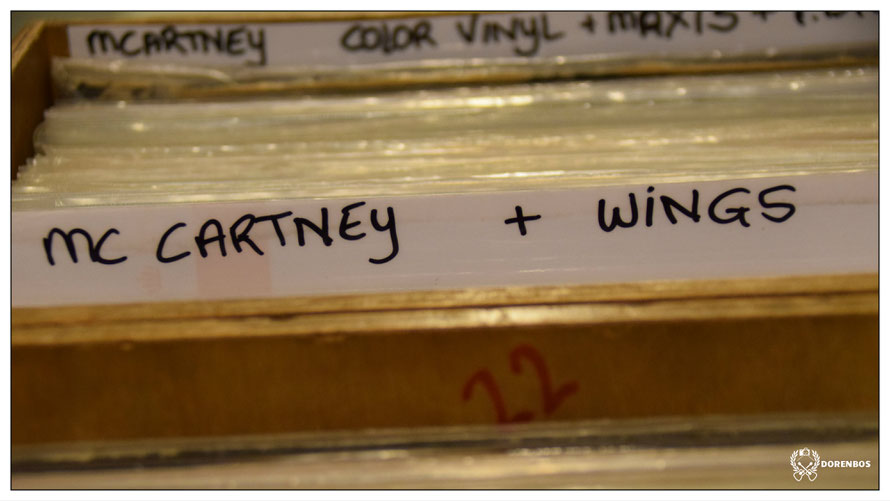 MCARTNEY COLOR VINYL + MAXIS +
MC CARTNEY + WINGS
22
DORENBOS